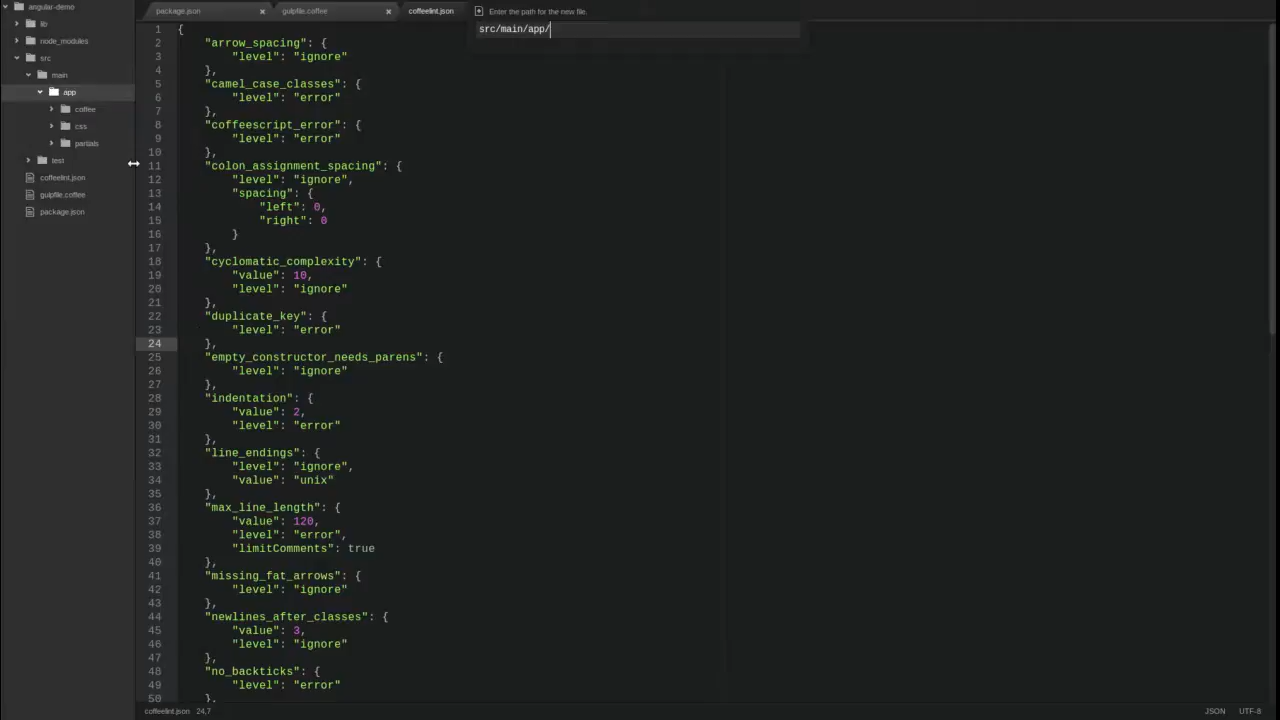 angular-demo
lib
node_modules
src
main
app
coffee
css
partials
test
coffeelint.json
gulpfile.coffee
package.json
package.json
gulpfile.coffee
coffeelint.json
Enter the path for the new file.
src/main/app/
1 {
2 "arrow_spacing": {
3 "level": "ignore"
4 },
5 "camel_case_classes": {
6 "level": "error"
7 },
8 "coffeescript_error": {
9 "level": "error"
10 },
11 "colon_assignment_spacing": {
12 "level": "ignore",
13 "spacing": {
14 "left": 0,
15 "right": 0
16 }
17 },
18 "cyclomatic_complexity": {
19 "value": 10,
20 "level": "ignore"
21 },
22 "duplicate_key": {
23 "level": "error"
24 },
25 "empty_constructor_needs_parens": {
26 "level": "ignore"
27 },
28 "indentation": {
29 "value": 2,
30 "level": "error"
31 },
32 "line_endings": {
33 "level": "ignore",
34 "value": "unix"
35 },
36 "max_line_length": {
37 "value": 120,
38 "level": "error",
39 "limitComments": true
40 },
41 "missing_fat_arrows": {
42 "level": "ignore"
43 },
44 "newlines_after_classes": {
45 "value": 3,
46 "level": "ignore"
47 },
48 "no_backticks": {
49 "level": "error"
50 },
coffeelint.json 24,7
JSON UTF-8